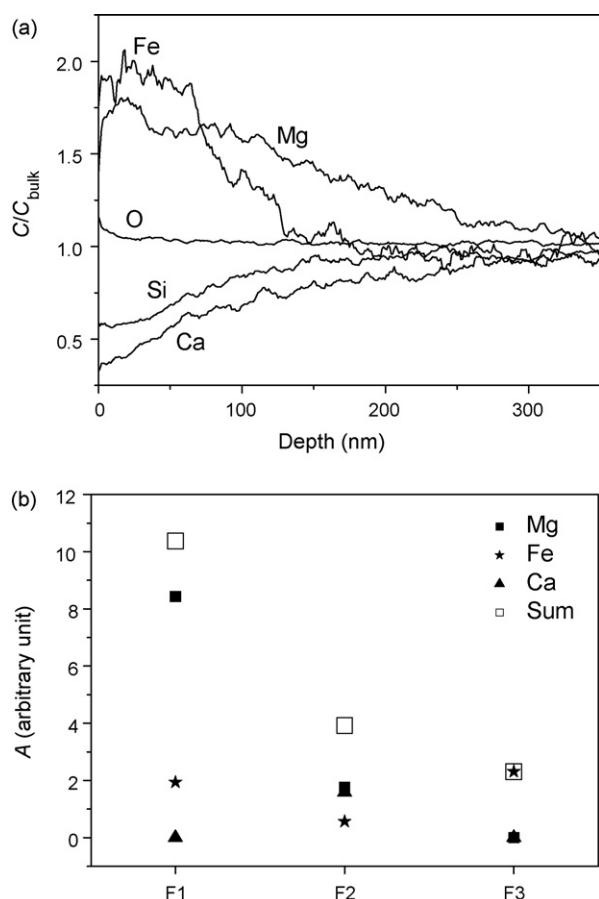 (a)
Fe
Mg
O
Si
Ca
2.0
1.5
1.0
0.5
C/C_bulk
0
100
200
300
Depth (nm)
(b)
12
10
8
6
4
2
0
A (arbitrary unit)
Mg
Fe
Ca
Sum
F1
F2
F3